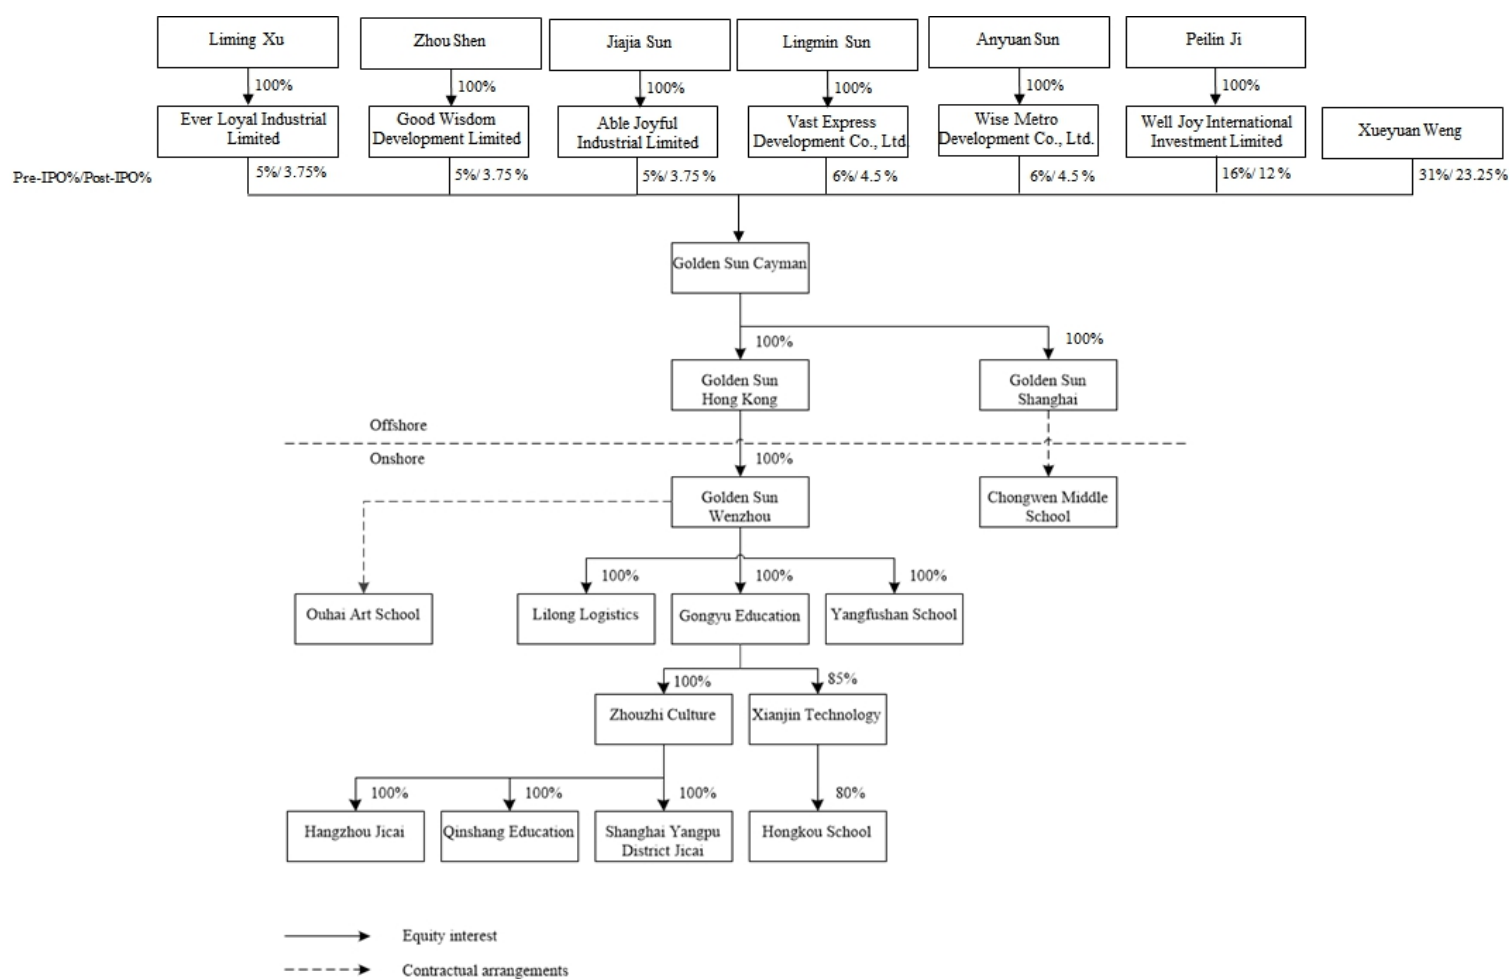 Liming Xu
Zhou Shen
Jiajia Sun
Lingmin Sun
Anyuan Sun
Peilin Ji
100%
100%
100%
100%
100%
100%
Ever Loyal Industrial
Limited
Good Wisdom
Development Limited
Able Joyful
Industrial Limited
Vast Express
Development Co., Ltd.
Wise Metro
Development Co., Ltd.
Well Joy International
Investment Limited
Xueyuan Weng
Pre-IPO%/Post-IPO%
5%/3.75%
5%/3.75%
5%/3.75%
6%/4.5%
6%/4.5%
16%/12%
31%/23.25%
Golden Sun Cayman
100%
100%
Golden Sun
Hong Kong
Golden Sun
Shanghai
Offshore
Onshore
100%
Golden Sun
Wenzhou
Chongwen Middle
School
100%
100%
100%
Ouhai Art School
Lilong Logistics
Gongyu Education
Yangfushan School
100%
85%
Zhouzhi Culture
Xianjin Technology
100%
100%
100%
80%
Hangzhou Jicai
Qinshang Education
Shanghai Yangpu
District Jicai
Hongkou School
Equity interest
Contractual arrangements